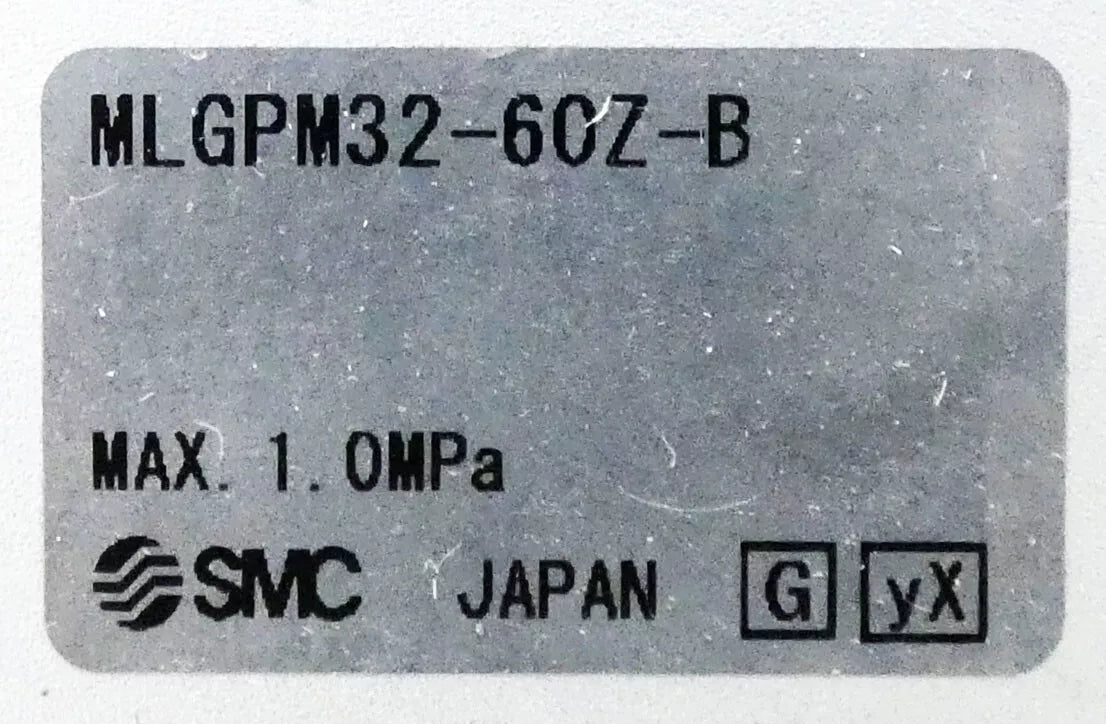 MLGPM32-60Z-B
MAX. 1.0MPa
SMC JAPAN G yX